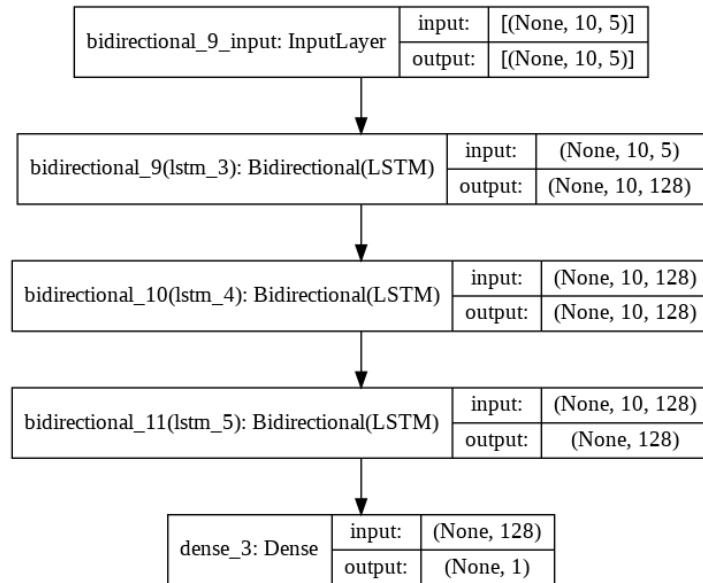 bidirectional_9_input: InputLayer
input: [(None, 10, 5)]
output: [(None, 10, 5)]
bidirectional_9(lstm_3): Bidirectional(LSTM)
input: (None, 10, 5)
output: (None, 10, 128)
bidirectional_10(lstm_4): Bidirectional(LSTM)
input: (None, 10, 128)
output: (None, 10, 128)
bidirectional_11(lstm_5): Bidirectional(LSTM)
input: (None, 10, 128)
output: (None, 128)
dense_3: Dense
input: (None, 128)
output: (None, 1)